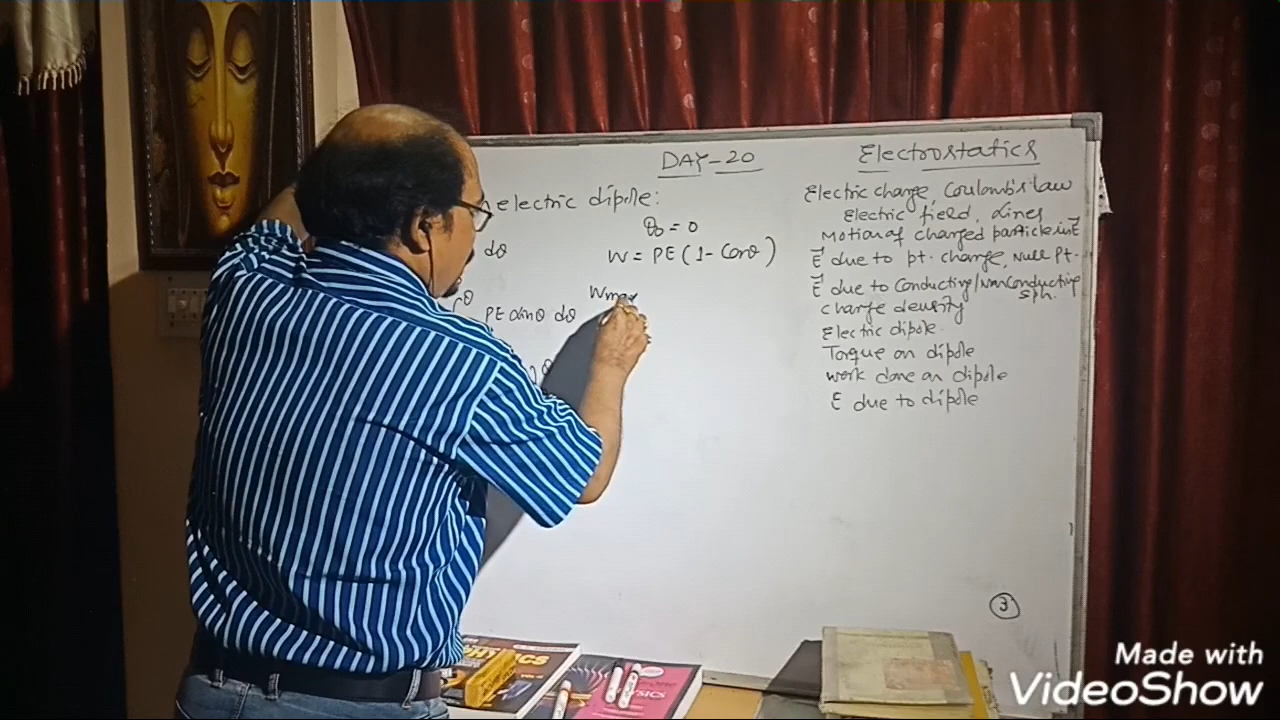 DAY-20
Electrostatics
electric dipole:
θ₀ = 0
dθ
W = PE (1 - Cosθ)
θ
PE sinθ dθ
Wmax
θ
Electric charge, Coulomb's Law
Electric field, Lines
Motion of charged particle in E⃗
E⃗ due to pt. charge, Null Pt.
E⃗ due to Conducting/NonConducting
Sph.
charge density
Electric dipole
Torque on dipole
work done on dipole
E due to dipole
3
PHYSICS
PHYSICS
Made with
VideoShow